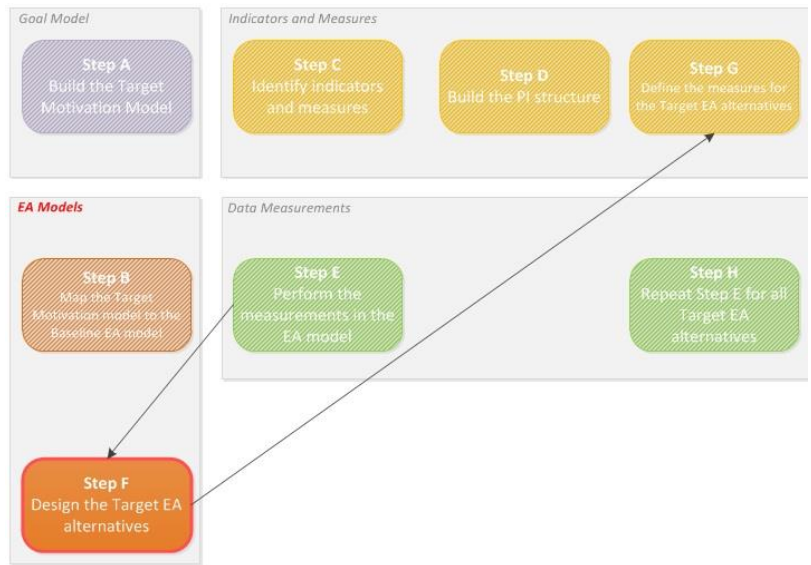 Goal Model
Step A
Build the Target
Motivation Model
Indicators and Measures
Step C
Identify indicators
and measures
Step D
Build the PI structure
Step G
Define the measures for
the Target EA alternatives
EA Models
Step B
Map the Target
Motivation model to the
Baseline EA model
Step F
Design the Target EA
alternatives
Data Measurements
Step E
Perform the
measurements in the
EA model
Step H
Repeat Step E for all
Target EA
alternatives